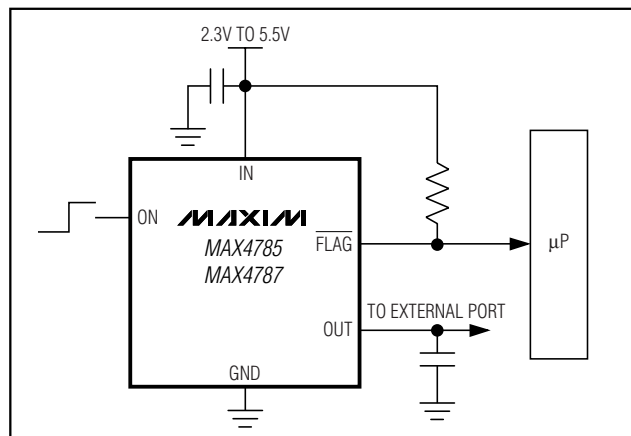 2.3V TO 5.5V
IN
ON
MAXIM
MAX4785
MAX4787
FLAG
µP
TO EXTERNAL PORT
OUT
GND